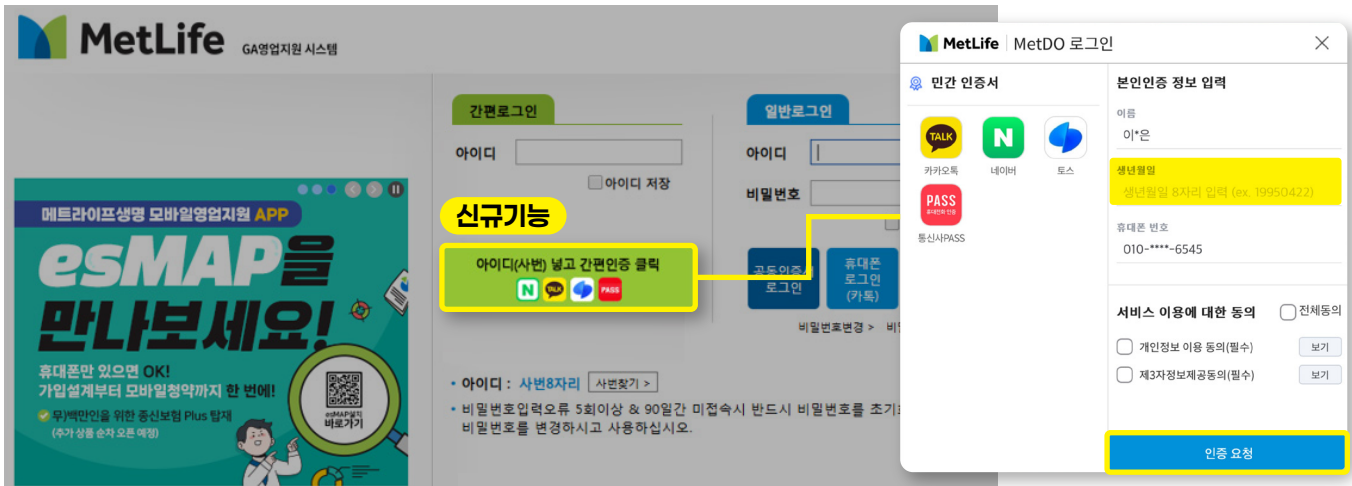 MetLife GA영업지원 시스템
메트라이프생명 모바일영업지원 APP
esMAP을
만나보세요!
휴대폰만 있으면 OK!
가입설계부터 모바일청약까지 한 번에!
무)백만인을 위한 종신보험 Plus 탑재
(추가 상품 순차 오픈 예정)
esMAP설치
바로가기
간편로그인
아이디
아이디 저장
신규기능
아이디(사번) 넣고 간편인증 클릭
N TALK PASS
일반로그인
아이디
비밀번호
공동인증서
로그인
휴대폰
로그인
(카톡)
비밀번호변경 >
• 아이디 : 사번8자리 사번찾기 >
• 비밀번호입력오류 5회이상 & 90일간 미접속시 반드시 비밀번호를 초기
비밀번호를 변경하시고 사용하십시오.
MetLife MetDO 로그인
민간 인증서
TALK
카카오톡
N
네이버
토스
PASS
휴대전화 인증
통신사PASS
본인인증 정보 입력
이름
이*은
생년월일
생년월일 8자리 입력 (ex. 19950422)
휴대폰 번호
010-****-6545
서비스 이용에 대한 동의 전체동의
개인정보 이용 동의(필수) 보기
제3자정보제공동의(필수) 보기
인증 요청